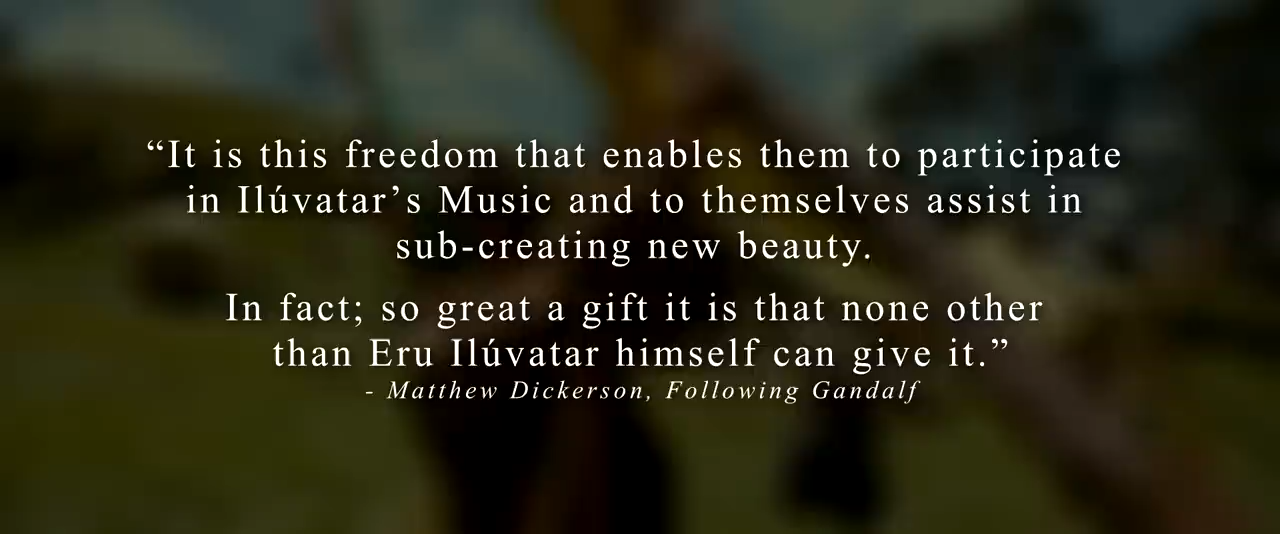 “It is this freedom that enables them to participate
in Ilúvatar’s Music and to themselves assist in
sub-creating new beauty.
In fact; so great a gift it is that none other
than Eru Ilúvatar himself can give it.”
- Matthew Dickerson, Following Gandalf